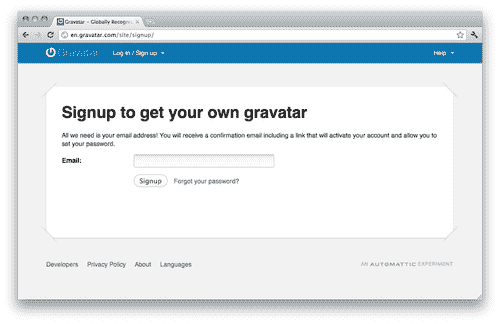 Gravatar - Globally Recogni
en.gravatar.com/site/signup/
Gravatar Log in / Sign up Help
Signup to get your own gravatar
All we need is your email address! You will receive a confirmation email including a link that will activate your account and allow you to
set your password.
Email:
Signup Forgot your password?
Developers Privacy Policy About Languages AN AUTOMATTIC EXPERIMENT